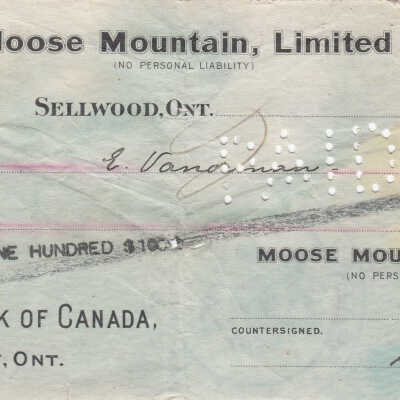 Moose Mountain, Limited
(NO PERSONAL LIABILITY)
SELLWOOD, ONT.
PAID
E.
NE HUNDRED $100
MOOSE MOU
(NO PERS
K OF CANADA,
COUNTERSIGNED.
, ONT.